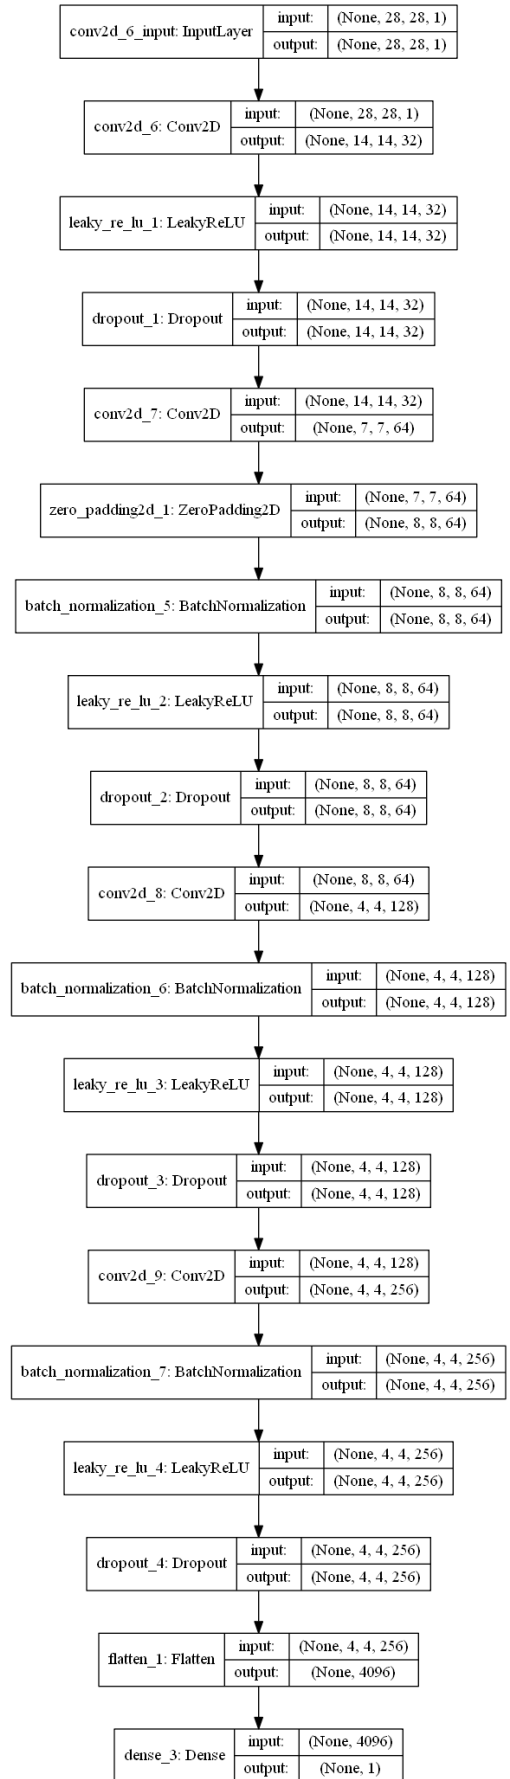 conv2d_6_input: InputLayer
input: (None, 28, 28, 1)
output: (None, 28, 28, 1)
conv2d_6: Conv2D
input: (None, 28, 28, 1)
output: (None, 14, 14, 32)
leaky_re_lu_1: LeakyReLU
input: (None, 14, 14, 32)
output: (None, 14, 14, 32)
dropout_1: Dropout
input: (None, 14, 14, 32)
output: (None, 14, 14, 32)
conv2d_7: Conv2D
input: (None, 14, 14, 32)
output: (None, 7, 7, 64)
zero_padding2d_1: ZeroPadding2D
input: (None, 7, 7, 64)
output: (None, 8, 8, 64)
batch_normalization_5: BatchNormalization
input: (None, 8, 8, 64)
output: (None, 8, 8, 64)
leaky_re_lu_2: LeakyReLU
input: (None, 8, 8, 64)
output: (None, 8, 8, 64)
dropout_2: Dropout
input: (None, 8, 8, 64)
output: (None, 8, 8, 64)
conv2d_8: Conv2D
input: (None, 8, 8, 64)
output: (None, 4, 4, 128)
batch_normalization_6: BatchNormalization
input: (None, 4, 4, 128)
output: (None, 4, 4, 128)
leaky_re_lu_3: LeakyReLU
input: (None, 4, 4, 128)
output: (None, 4, 4, 128)
dropout_3: Dropout
input: (None, 4, 4, 128)
output: (None, 4, 4, 128)
conv2d_9: Conv2D
input: (None, 4, 4, 128)
output: (None, 4, 4, 256)
batch_normalization_7: BatchNormalization
input: (None, 4, 4, 256)
output: (None, 4, 4, 256)
leaky_re_lu_4: LeakyReLU
input: (None, 4, 4, 256)
output: (None, 4, 4, 256)
dropout_4: Dropout
input: (None, 4, 4, 256)
output: (None, 4, 4, 256)
flatten_1: Flatten
input: (None, 4, 4, 256)
output: (None, 4096)
dense_3: Dense
input: (None, 4096)
output: (None, 1)